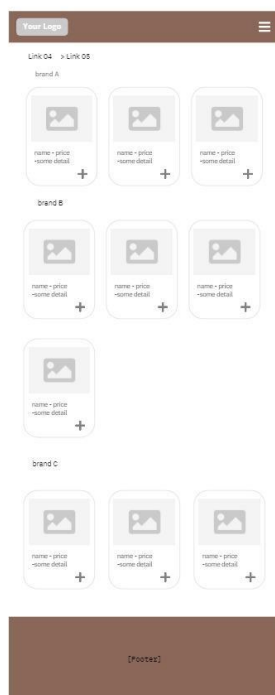 Your Logo
Link 04 > Link 05
brand A
name - price
-some detail
+
name - price
-some detail
+
name - price
-some detail
+
brand B
name - price
-some detail
+
name - price
-some detail
+
name - price
-some detail
+
name - price
-some detail
+
brand C
name - price
-some detail
+
name - price
-some detail
+
name - price
-some detail
+
[Footer]